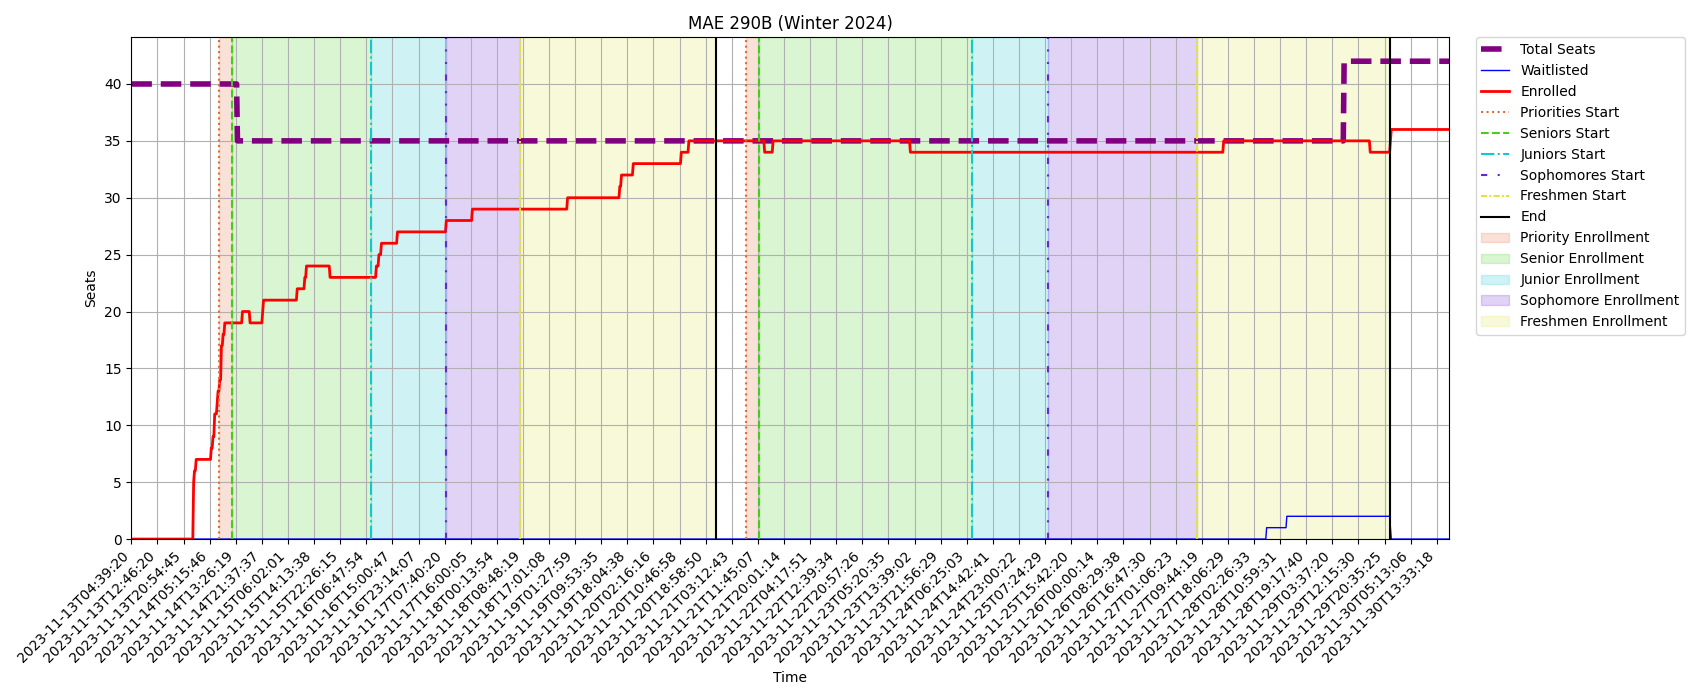 MAE 290B (Winter 2024)
Seats
40
35
30
25
20
15
10
5
0
2023-11-13T04:39:20
2023-11-13T12:46:20
2023-11-13T20:54:45
2023-11-14T05:15:46
2023-11-14T13:26:19
2023-11-14T21:37:37
2023-11-15T06:02:01
2023-11-15T14:13:38
2023-11-15T22:26:15
2023-11-16T06:47:54
2023-11-16T15:00:47
2023-11-16T23:14:07
2023-11-17T07:40:20
2023-11-17T16:00:05
2023-11-18T00:13:54
2023-11-18T08:48:19
2023-11-18T17:01:08
2023-11-19T01:27:59
2023-11-19T09:53:35
2023-11-19T18:04:38
2023-11-20T02:16:16
2023-11-20T10:46:58
2023-11-20T18:58:50
2023-11-21T03:12:43
2023-11-21T11:45:07
2023-11-21T20:01:14
2023-11-22T04:17:51
2023-11-22T12:39:34
2023-11-22T20:57:26
2023-11-23T05:20:35
2023-11-23T13:39:02
2023-11-23T21:56:29
2023-11-24T06:25:03
2023-11-24T14:42:41
2023-11-24T23:00:22
2023-11-25T07:24:29
2023-11-25T15:42:20
2023-11-26T00:00:14
2023-11-26T08:29:38
2023-11-26T16:47:30
2023-11-27T01:06:23
2023-11-27T09:44:19
2023-11-27T18:06:29
2023-11-28T02:26:33
2023-11-28T10:59:31
2023-11-28T19:17:40
2023-11-29T03:37:20
2023-11-29T12:15:30
2023-11-29T20:35:25
2023-11-30T05:13:06
2023-11-30T13:33:18
Time
Total Seats
Waitlisted
Enrolled
Priorities Start
Seniors Start
Juniors Start
Sophomores Start
Freshmen Start
End
Priority Enrollment
Senior Enrollment
Junior Enrollment
Sophomore Enrollment
Freshmen Enrollment